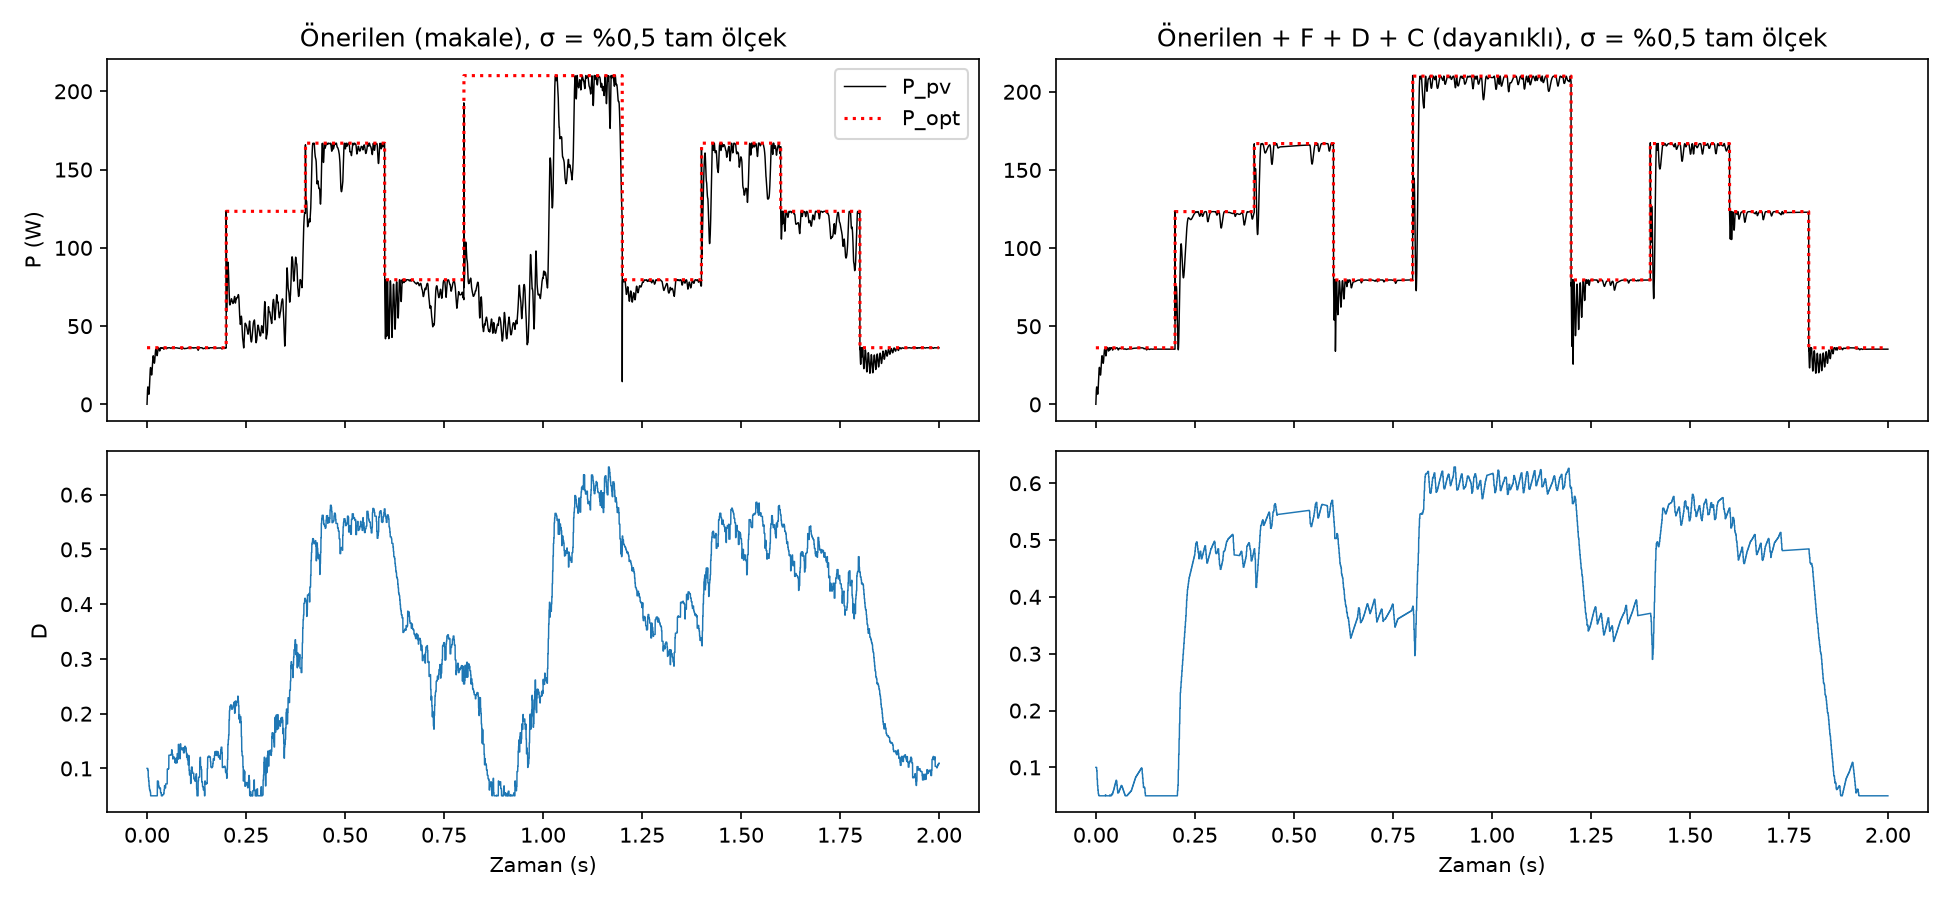 Önerilen (makale), σ = %0,5 tam ölçek
P_pv
P_opt
P (W)
200
150
100
50
0
Önerilen + F + D + C (dayanıklı), σ = %0,5 tam ölçek
200
150
100
50
0
D
0.6
0.5
0.4
0.3
0.2
0.1
0.00 0.25 0.50 0.75 1.00 1.25 1.50 1.75 2.00
Zaman (s)
0.6
0.5
0.4
0.3
0.2
0.1
0.00 0.25 0.50 0.75 1.00 1.25 1.50 1.75 2.00
Zaman (s)